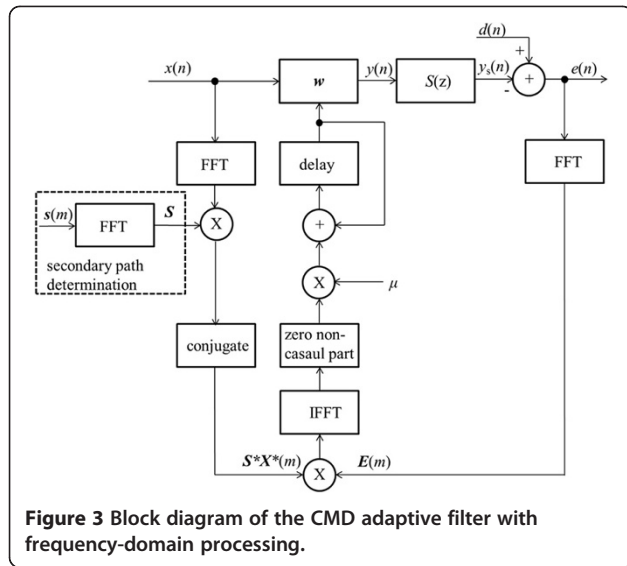 d(n)
+
x(n)
w
y(n)
S(z)
yₛ(n)
-
+
e(n)
FFT
delay
FFT
s(m)
FFT
S
X
+
secondary path
determination
X
μ
conjugate
zero non-
casaul part
IFFT
S*X*(m)
X
E(m)
Figure 3 Block diagram of the CMD adaptive filter with
frequency-domain processing.